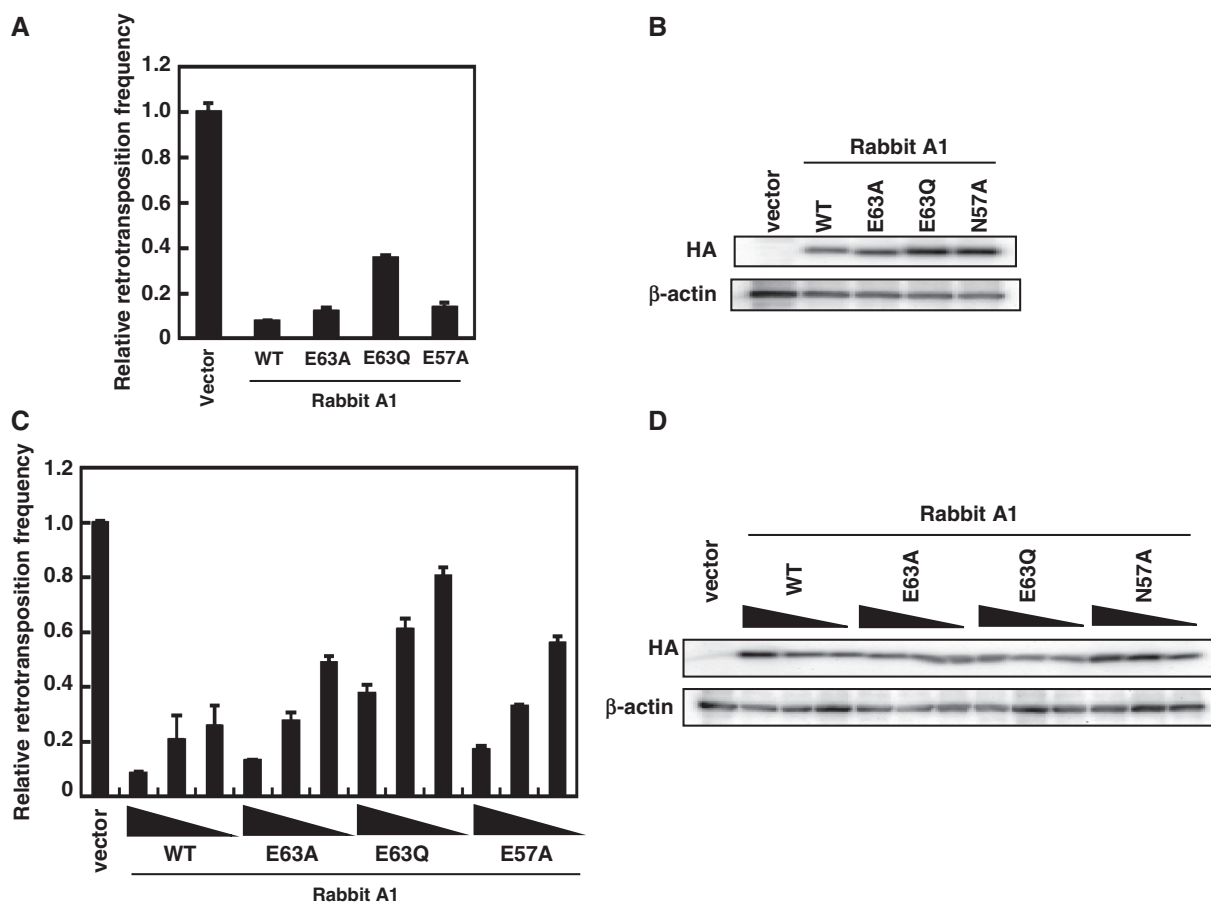 A
Relative retrotransposition frequency
1.2
1.0
0.8
0.6
0.4
0.2
0
Vector
WT
E63A
E63Q
E57A
Rabbit A1
B
Rabbit A1
vector
WT
E63A
E63Q
N57A
HA
β-actin
C
Relative retrotransposition frequency
1.2
1.0
0.8
0.6
0.4
0.2
0
vector
WT
E63A
E63Q
E57A
Rabbit A1
D
Rabbit A1
vector
WT
E63A
E63Q
N57A
HA
β-actin